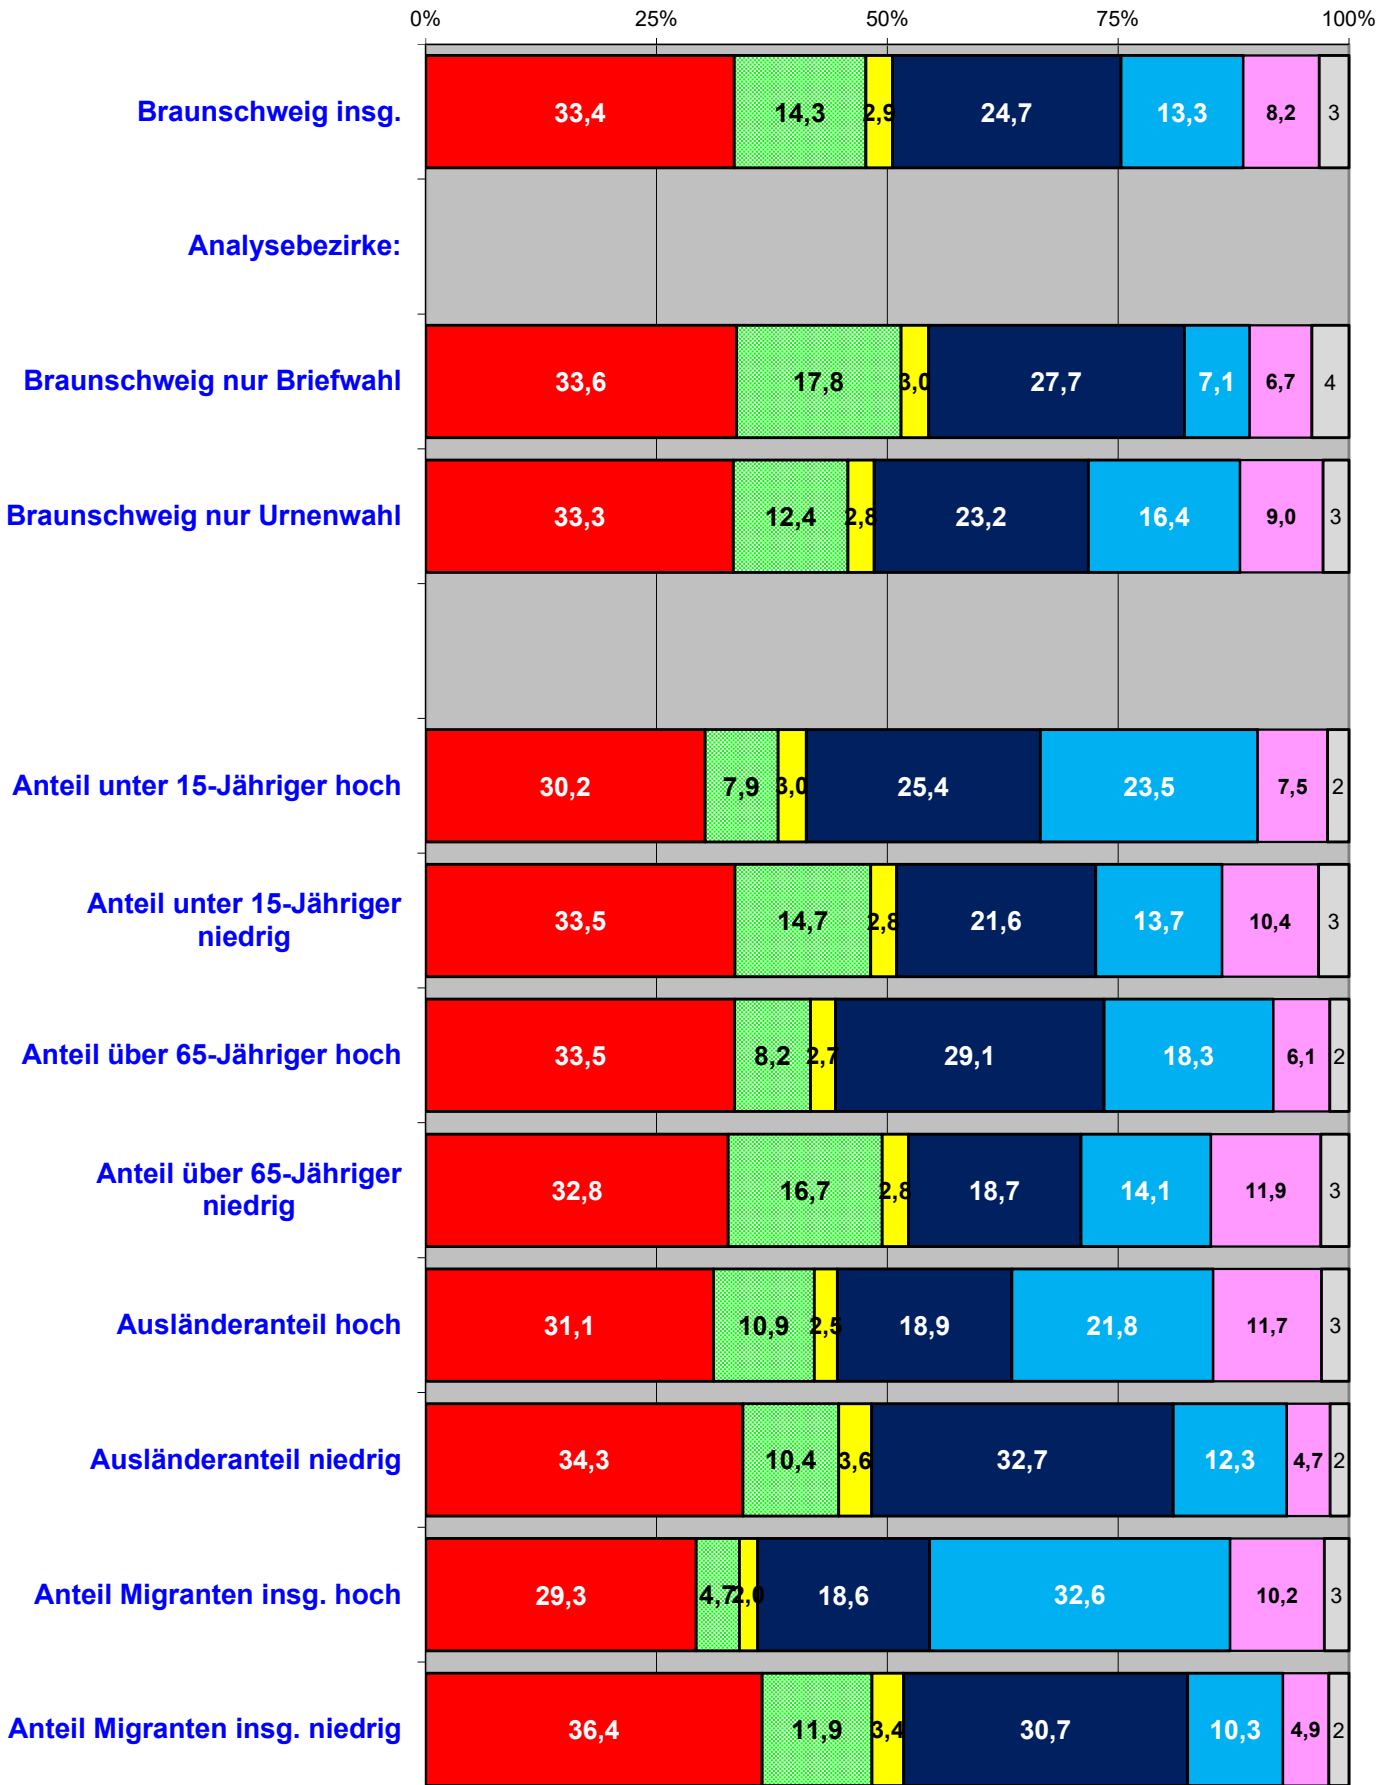 0% 25% 50% 75% 100%
Braunschweig insg. 33,4 14,3 2,9 24,7 13,3 8,2 3
Analysebezirke:
Braunschweig nur Briefwahl 33,6 17,8 3,0 27,7 7,1 6,7 4
Braunschweig nur Urnenwahl 33,3 12,4 2,8 23,2 16,4 9,0 3
Anteil unter 15-Jähriger hoch 30,2 7,9 3,0 25,4 23,5 7,5 2
Anteil unter 15-Jähriger
niedrig 33,5 14,7 2,8 21,6 13,7 10,4 3
Anteil über 65-Jähriger hoch 33,5 8,2 2,7 29,1 18,3 6,1 2
Anteil über 65-Jähriger
niedrig 32,8 16,7 2,8 18,7 14,1 11,9 3
Ausländeranteil hoch 31,1 10,9 2,5 18,9 21,8 11,7 3
Ausländeranteil niedrig 34,3 10,4 3,6 32,7 12,3 4,7 2
Anteil Migranten insg. hoch 29,3 4,7 2,0 18,6 32,6 10,2 3
Anteil Migranten insg. niedrig 36,4 11,9 3,4 30,7 10,3 4,9 2